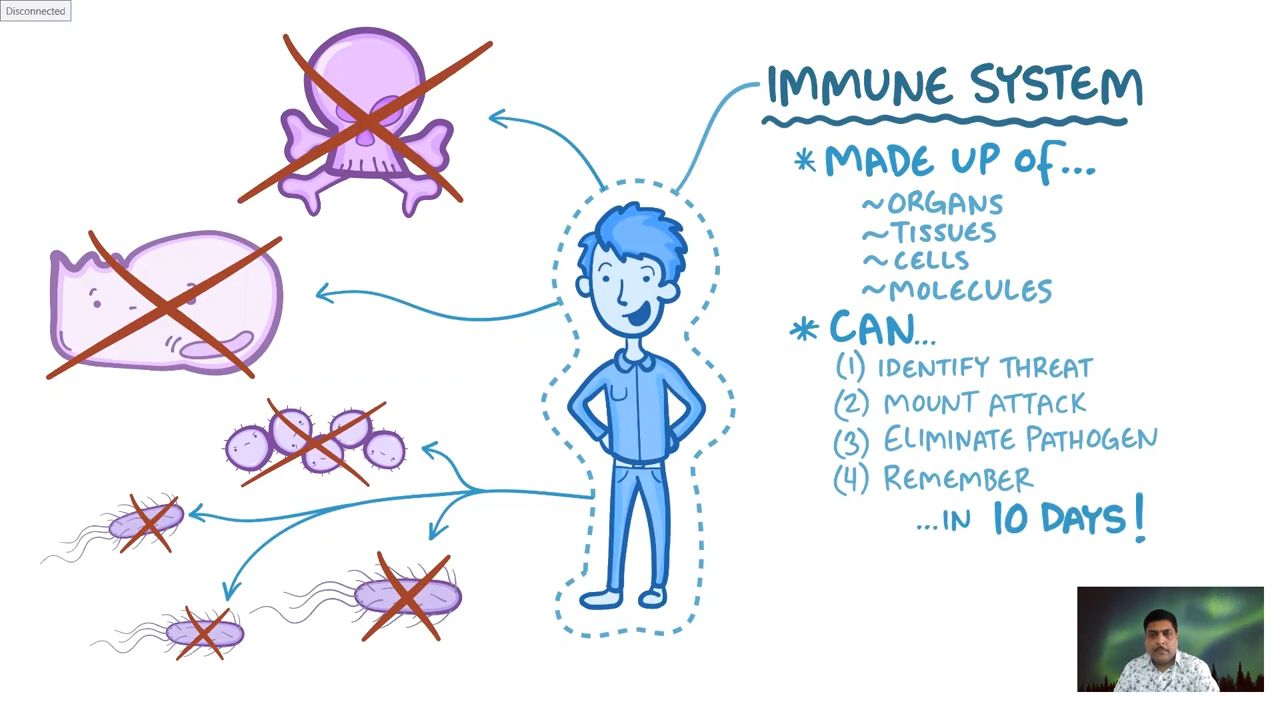 Disconnected
IMMUNE SYSTEM
* MADE UP Of...
~ORGANS
~TISSUES
~CELLS
~MOLECULES
* CAN...
(1) IDENTIFY THREAT
(2) MOUNT ATTACK
(3) ELIMINATE PATHOGEN
(4) REMEMBER
...IN 10 DAYS!